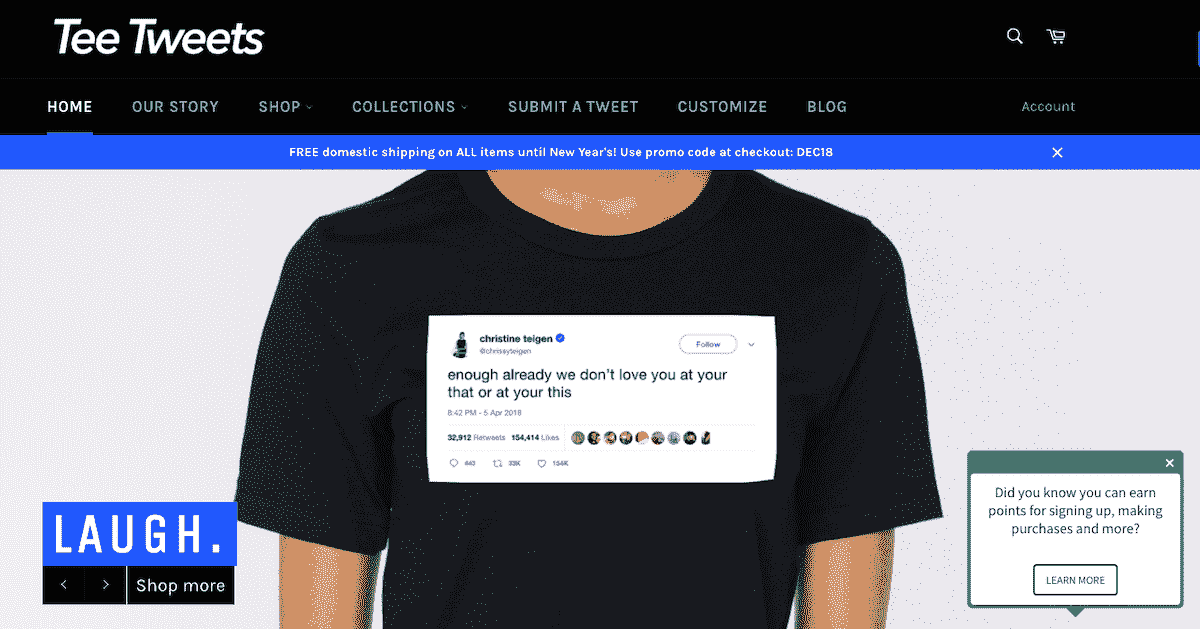 Tee Tweets
HOME OUR STORY SHOP COLLECTIONS SUBMIT A TWEET CUSTOMIZE BLOG Account
FREE domestic shipping on ALL items until New Year's! Use promo code at checkout: DEC18
christine teigen
@chrissyteigen
Follow
enough already we don't love you at your
that or at your this
8:42 PM - 5 Apr 2018
32,912 Retweets 154,414 Likes
443 33K 154K
LAUGH.
Shop more
Did you know you can earn
points for signing up, making
purchases and more?
LEARN MORE